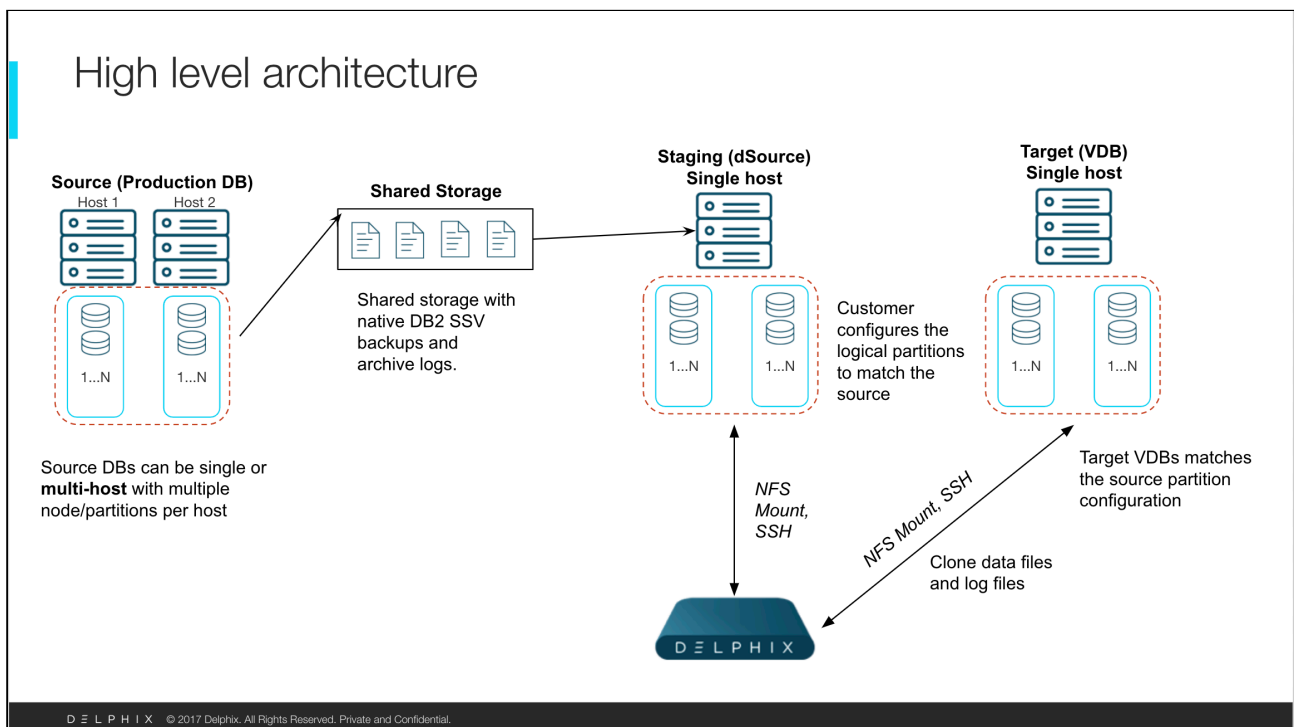 High level architecture
Source (Production DB)
Host 1
Host 2
1...N
1...N
Source DBs can be single or
multi-host with multiple
node/partitions per host
Shared Storage
Shared storage with
native DB2 SSV
backups and
archive logs.
Staging (dSource)
Single host
1...N
1...N
Customer
configures the
logical partitions
to match the
source
Target (VDB)
Single host
1...N
1...N
Target VDBs matches
the source partition
configuration
NFS
Mount,
SSH
NFS Mount, SSH
Clone data files
and log files
DELPHIX
DELPHIX © 2017 Delphix. All Rights Reserved. Private and Confidential.